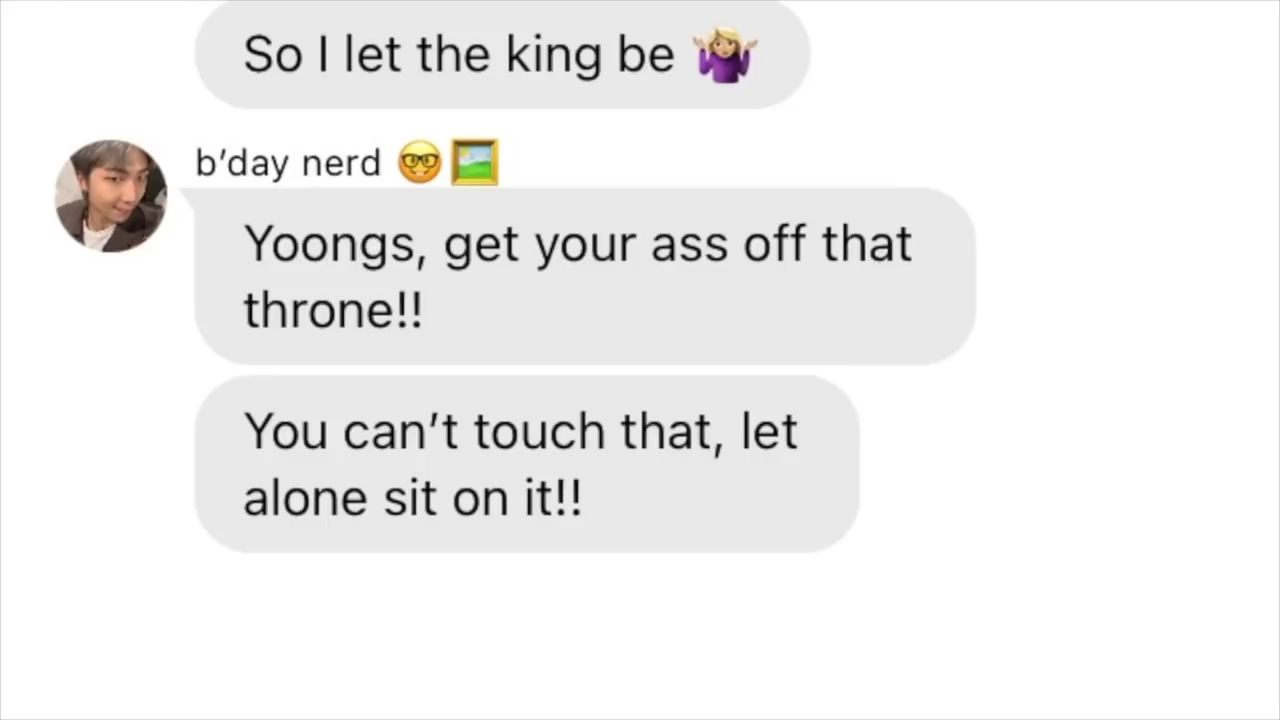 So I let the king be 🤷🏼‍♀️
b’day nerd 🤓🖼️
Yoongs, get your ass off that
throne!!
You can’t touch that, let
alone sit on it!!